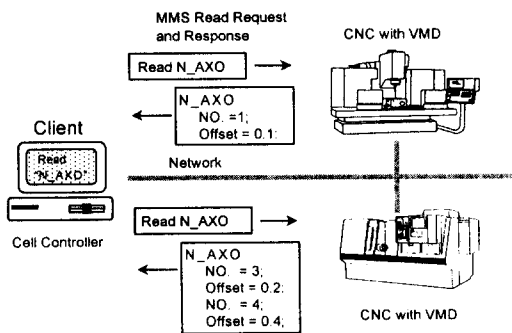 MMS Read Request
and Response
CNC with VMD
Read N_AXO
N_AXO
NO. =1;
Offset = 0.1:
Client
Read
"N_AXO"
Network
Cell Controller
Read N_AXO
N_AXO
NO. = 3;
Offset = 0.2:
NO. = 4;
Offset = 0.4;
CNC with VMD